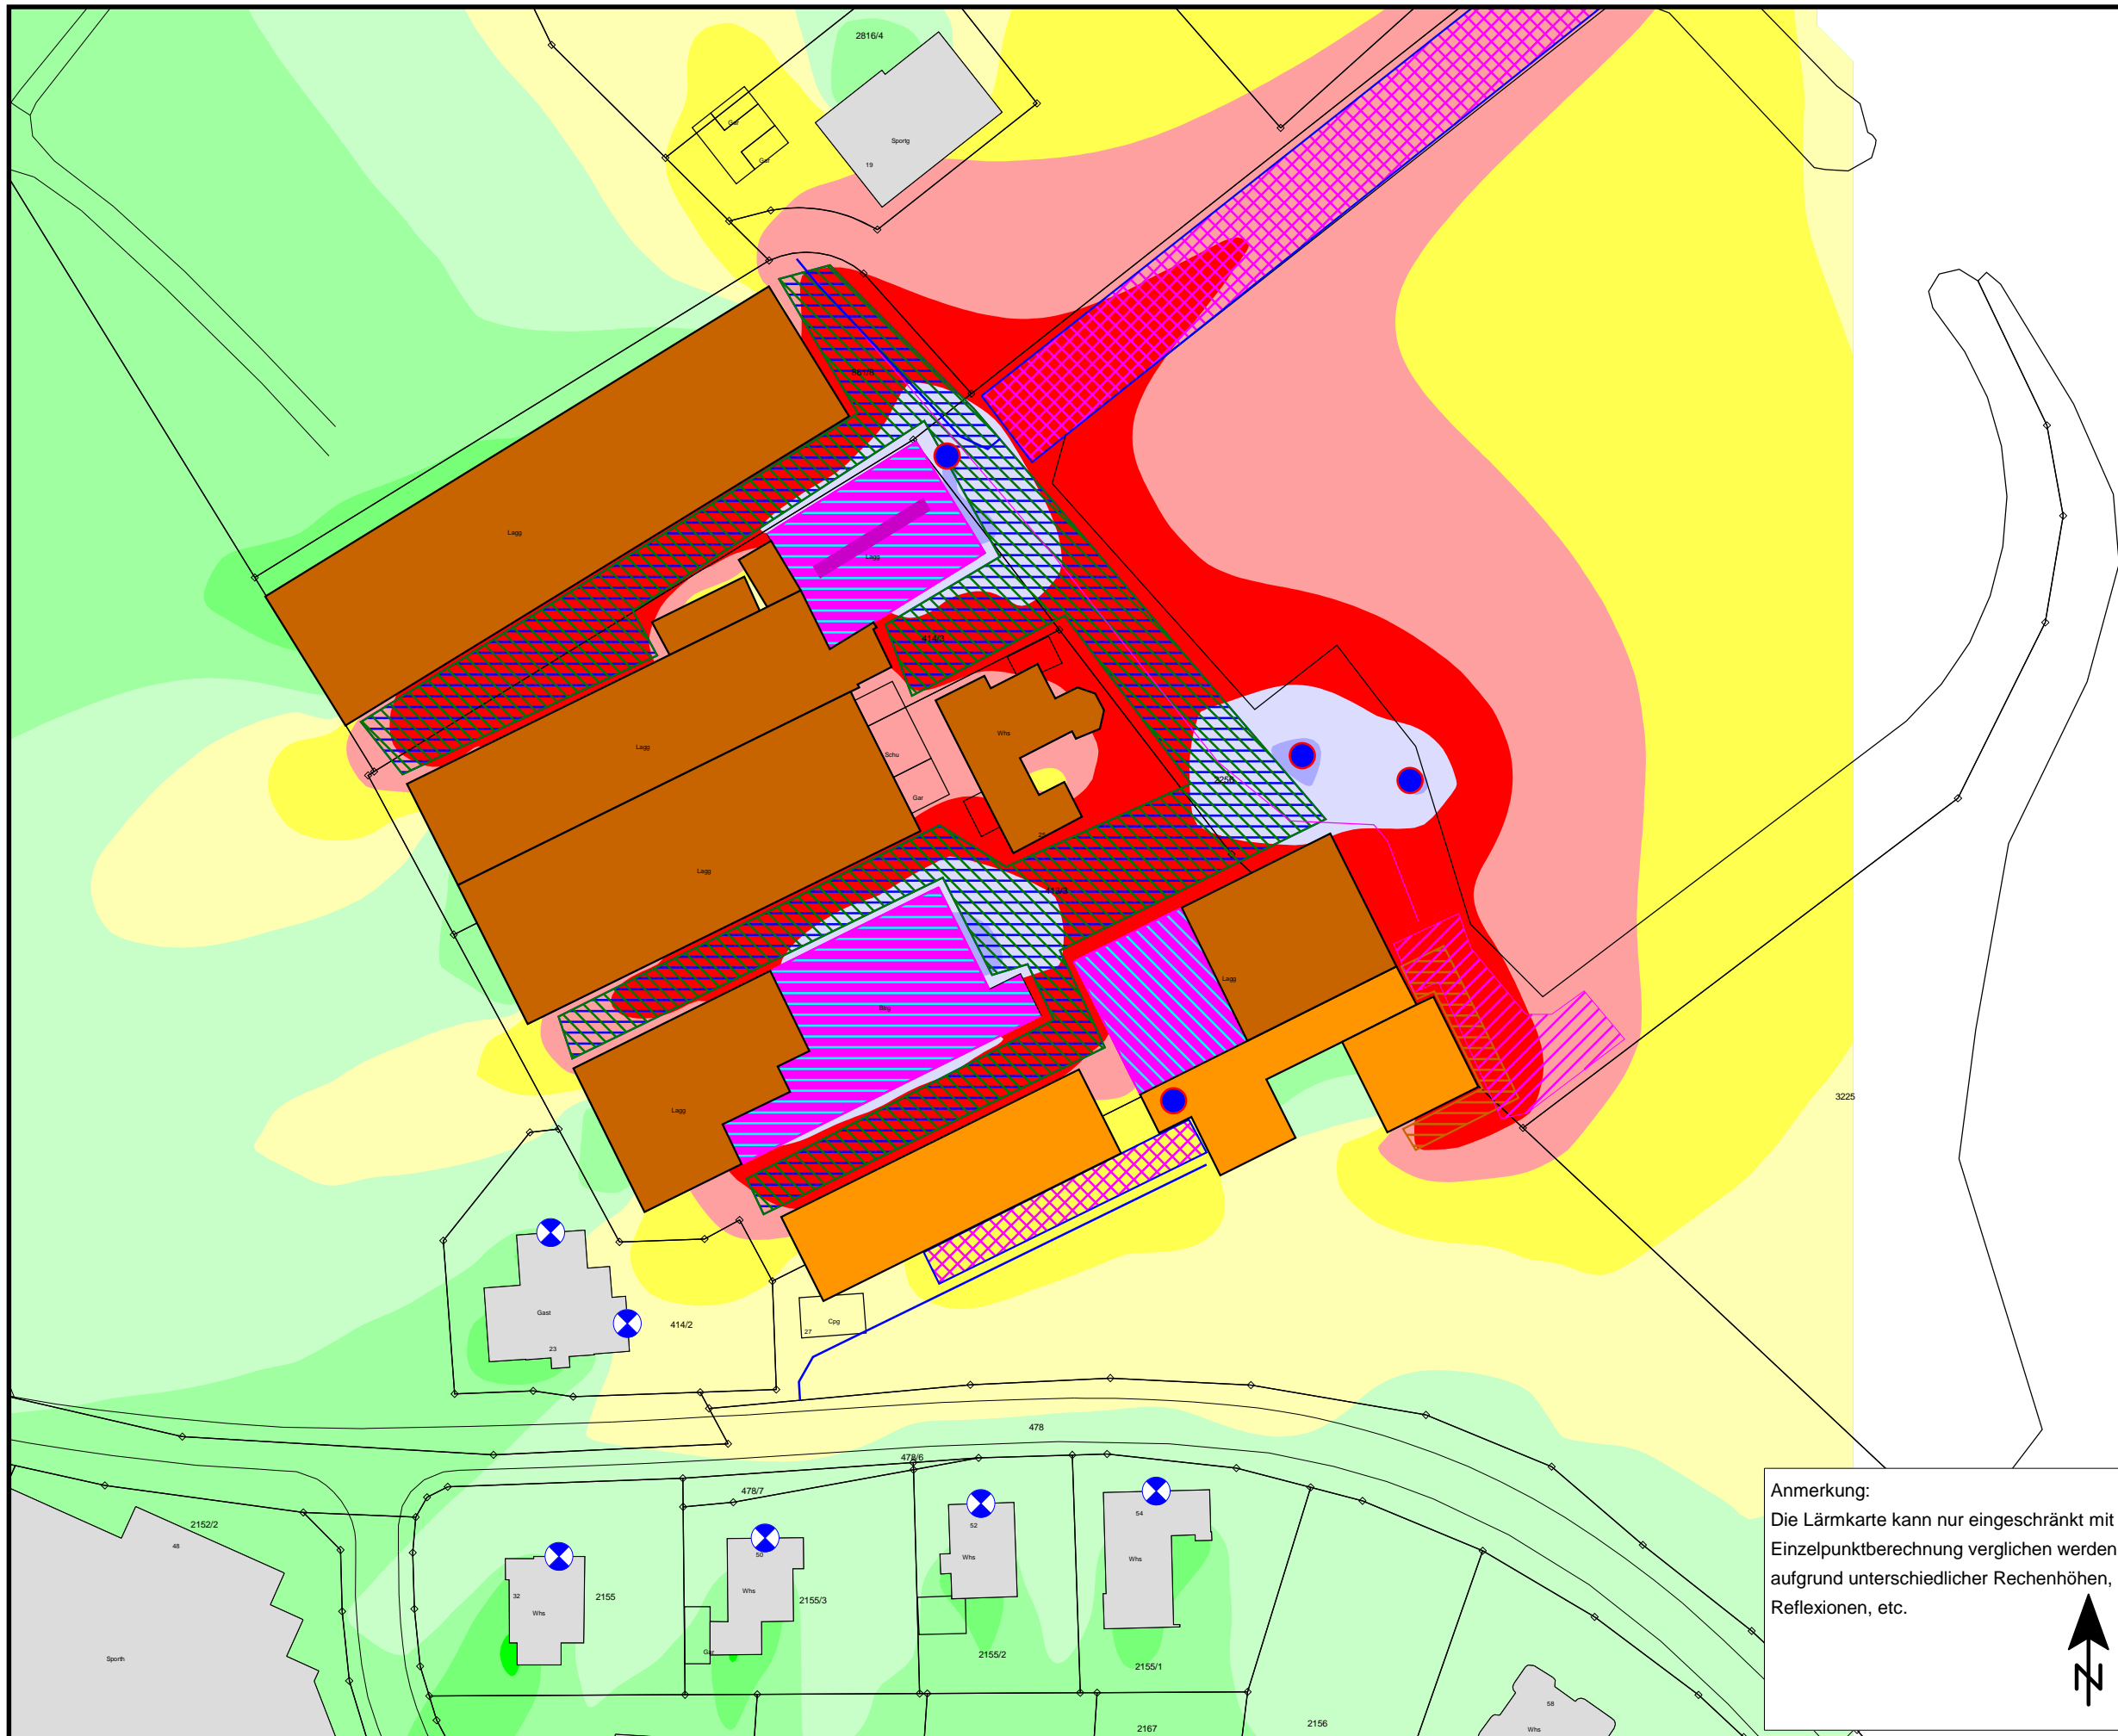 2816/4
Gar
Gar
Sportg
19
Lagg
Lagg
Lagg
Whs
Schu
2256
Gar
Lagg
Lagg
Lagg
3225
Gast
414/2
Cpg
27
23
478
478/6
478/7
2152/2
48
52
54
50
Whs
Whs
Whs
32
2155
2155/3
Whs
Gar
Sporth
2155/2
2155/1
58
Whs
2167
2156
Anmerkung:
Die Lärmkarte kann nur eingeschränkt mit
Einzelpunktberechnung verglichen werden
aufgrund unterschiedlicher Rechenhöhen,
Reflexionen, etc.
N